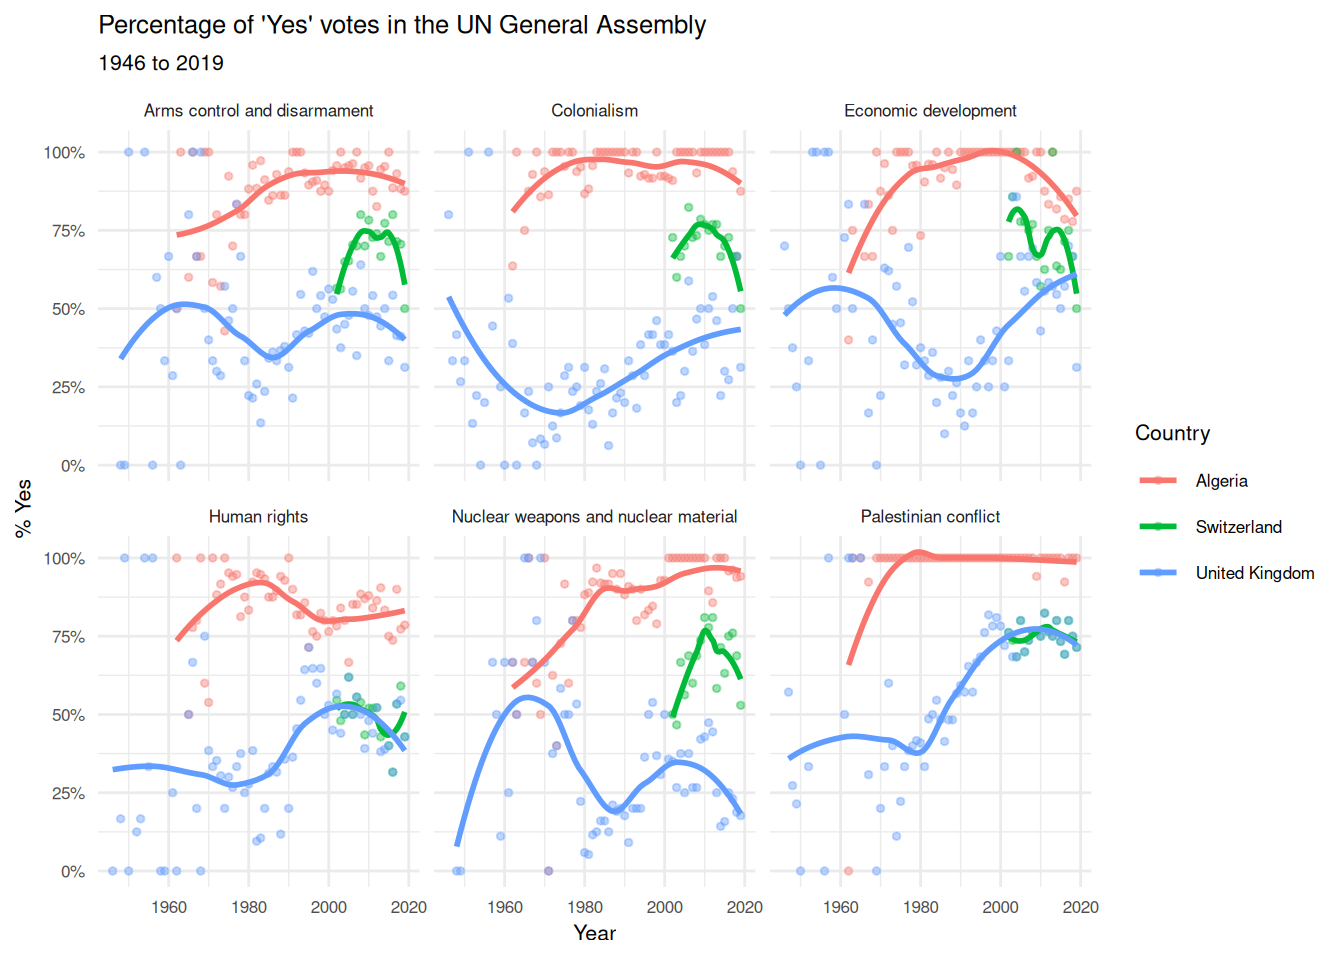 Percentage of 'Yes' votes in the UN General Assembly
1946 to 2019
Arms control and disarmament
Colonialism
Economic development
100%
75%
50%
25%
0%
Human rights
Nuclear weapons and nuclear material
Palestinian conflict
100%
75%
50%
25%
0%
1960 1980 2000 2020
1960 1980 2000 2020
1960 1980 2000 2020
Year
% Yes
Country
Algeria
Switzerland
United Kingdom